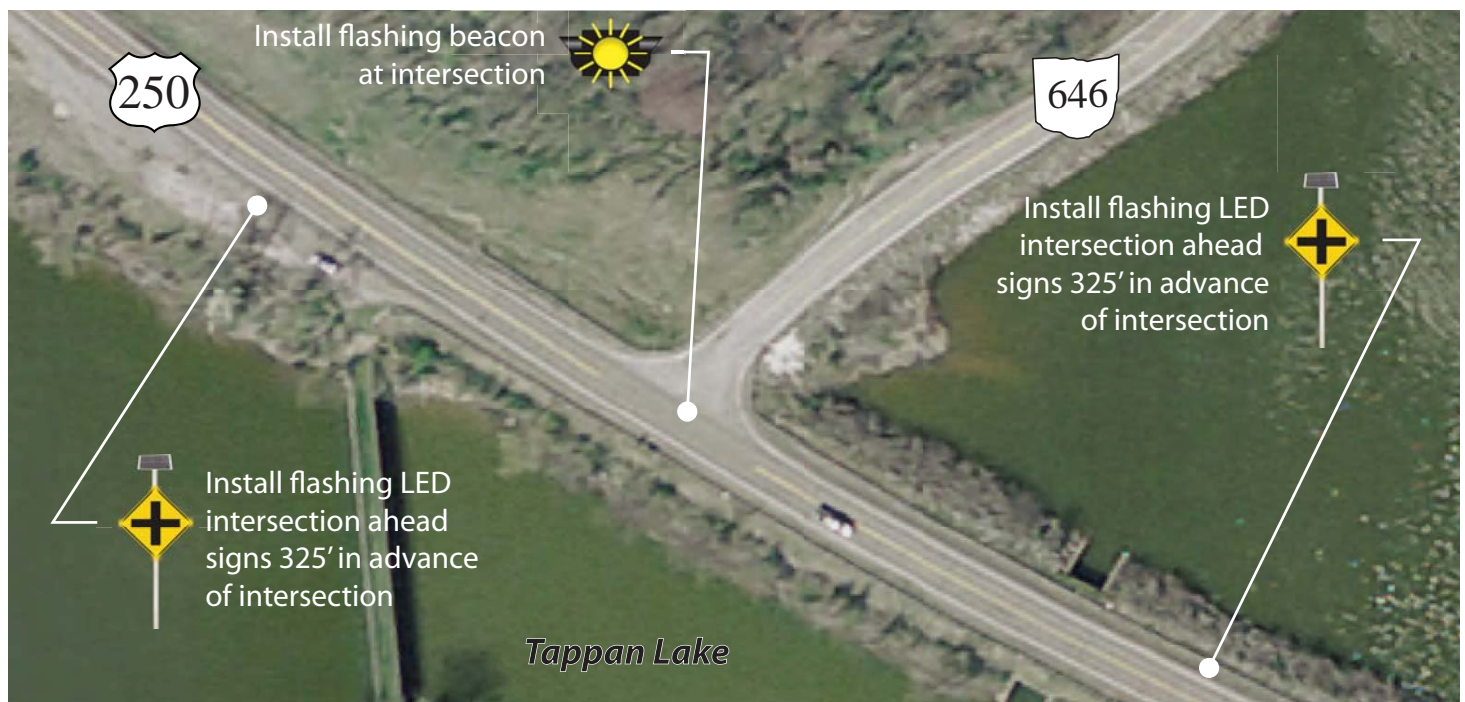 Install flashing beacon
at intersection
250
646
Install flashing LED
intersection ahead
signs 325’ in advance
of intersection
Install flashing LED
intersection ahead
signs 325’ in advance
of intersection
Tappan Lake